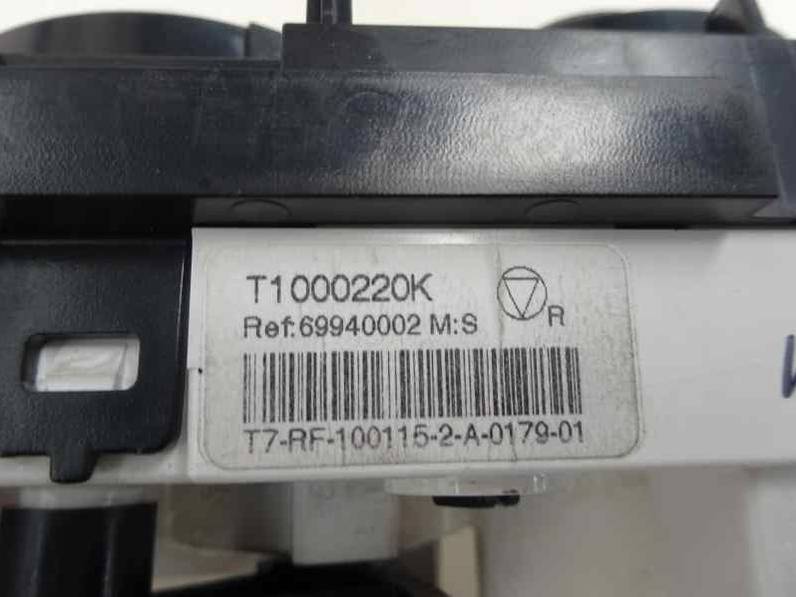 T1000220K
R
Ref:69940002 M:S
T7-RF-100115-2-A-0179-01